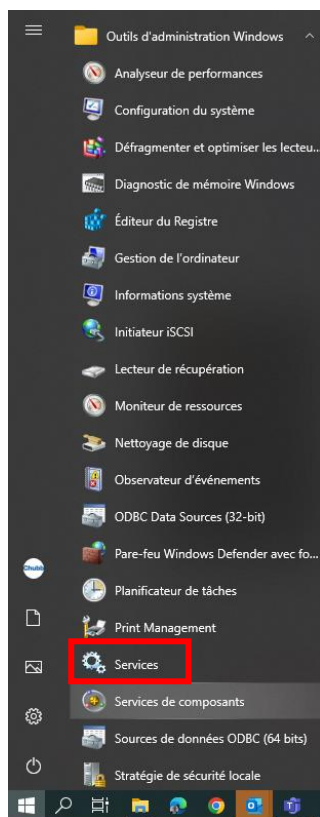 Outils d'administration Windows
Analyseur de performances
Configuration du système
Défragmenter et optimiser les lecteu...
Diagnostic de mémoire Windows
Éditeur du Registre
Gestion de l'ordinateur
Informations système
Initiateur iSCSI
Lecteur de récupération
Moniteur de ressources
Nettoyage de disque
Observateur d'événements
ODBC Data Sources (32-bit)
Pare-feu Windows Defender avec fo...
Chubb
Planificateur de tâches
Print Management
Services
Services de composants
Sources de données ODBC (64 bits)
Stratégie de sécurité locale